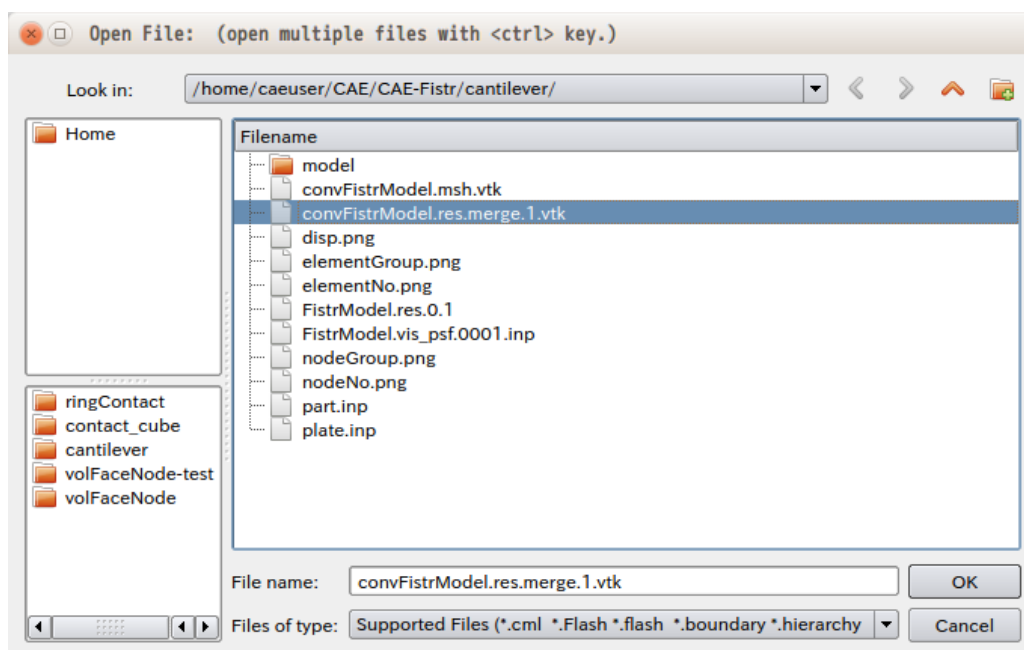 Open File: (open multiple files with <ctrl> key.)
Look in: /home/caeuser/CAE/CAE-Fistr/cantilever/
Home
Filename
model
convFistrModel.msh.vtk
convFistrModel.res.merge.1.vtk
disp.png
elementGroup.png
elementNo.png
FistrModel.res.0.1
FistrModel.vis_psf.0001.inp
nodeGroup.png
nodeNo.png
part.inp
plate.inp
ringContact
contact_cube
cantilever
volFaceNode-test
volFaceNode
File name: convFistrModel.res.merge.1.vtk OK
Files of type: Supported Files (*.cml *.Flash *.flash *.boundary *.hierarchy Cancel